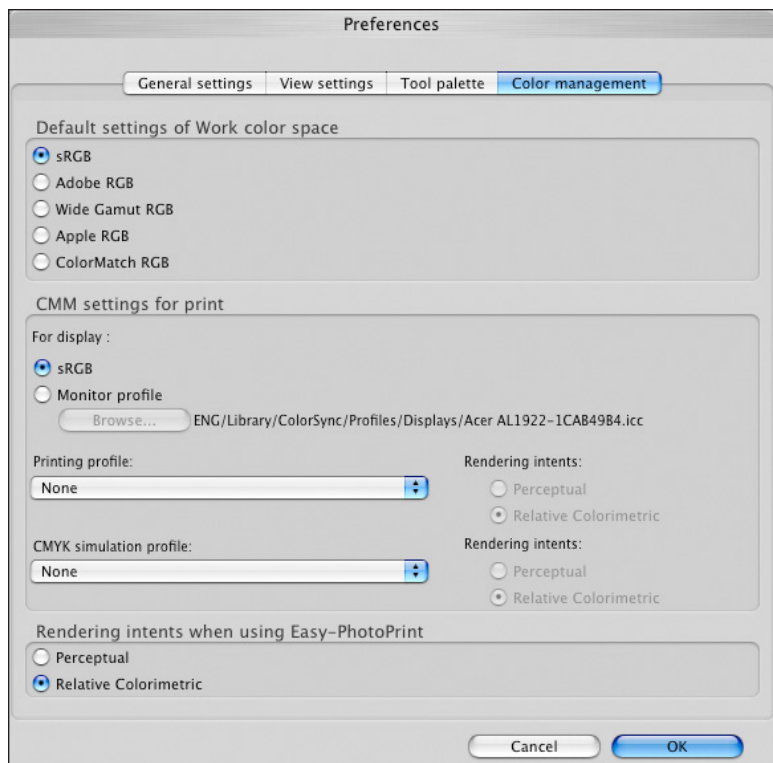 Preferences
General settings View settings Tool palette Color management
Default settings of Work color space
sRGB
Adobe RGB
Wide Gamut RGB
Apple RGB
ColorMatch RGB
CMM settings for print
For display :
sRGB
Monitor profile
Browse... ENG/Library/ColorSync/Profiles/Displays/Acer AL1922-1CAB49B4.icc
Printing profile: Rendering intents:
None Perceptual
Relative Colorimetric
CMYK simulation profile: Rendering intents:
None Perceptual
Relative Colorimetric
Rendering intents when using Easy-PhotoPrint
Perceptual
Relative Colorimetric
Cancel OK